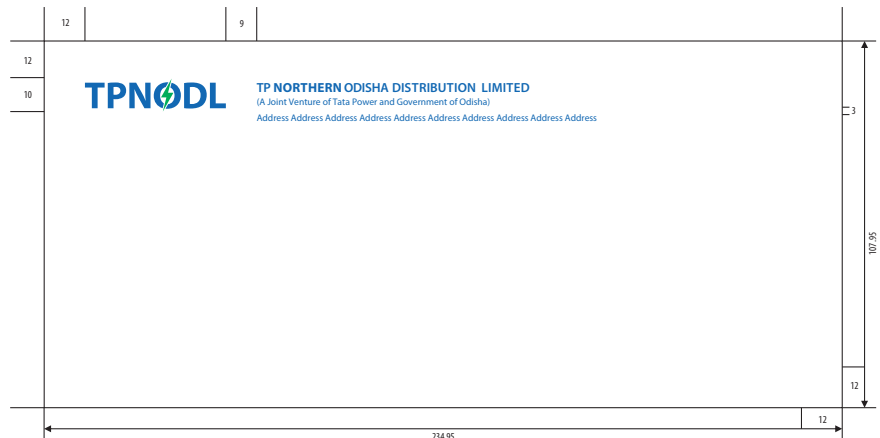 12
9
12
10
TPNODL
TP NORTHERN ODISHA DISTRIBUTION LIMITED
(A Joint Venture of Tata Power and Government of Odisha)
Address Address Address Address Address Address Address Address Address Address
3
107.95
12
12
234.95